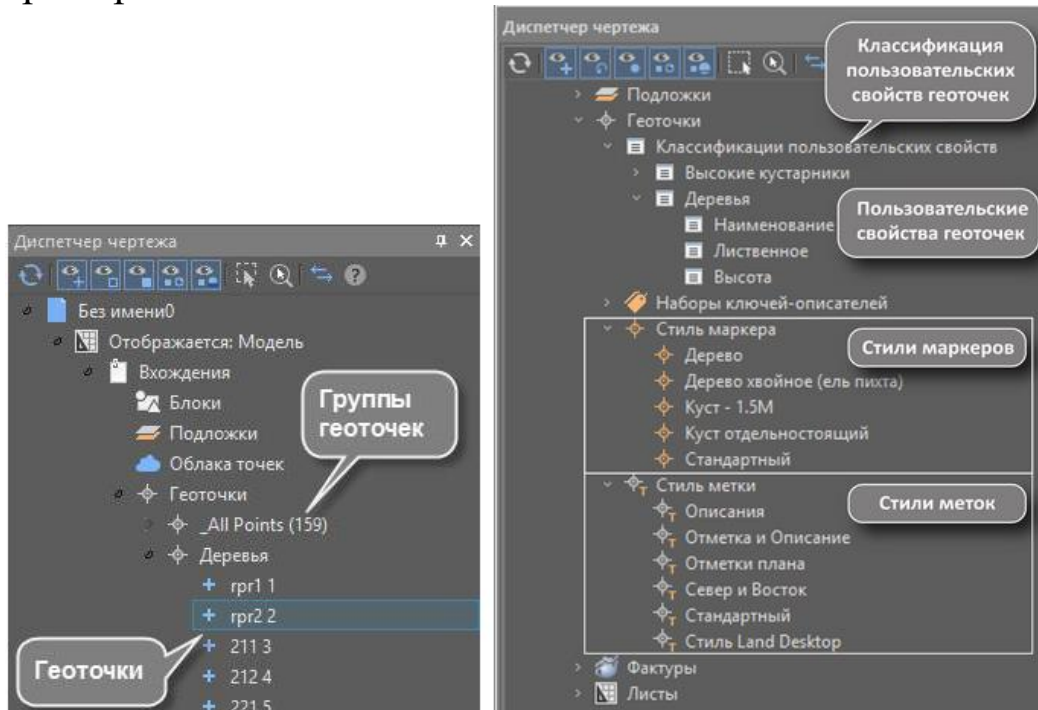 Диспетчер чертежа
Без имени0
Отображается: Модель
Вхождения
Блоки
Подложки
Облака точек
Геоточки
_All Points (159)
Деревья
rpr1 1
rpr2 2
211 3
212 4
221 5
Группы
геоточек
Геоточки
Диспетчер чертежа
Подложки
Геоточки
Классификации пользовательских свойств
Высокие кустарники
Деревья
Наименование
Лиственное
Высота
Наборы ключей-описателей
Стиль маркера
Дерево
Дерево хвойное (ель пихта)
Куст - 1.5М
Куст отдельностоящий
Стандартный
Стиль метки
Описания
Отметка и Описание
Отметки плана
Север и Восток
Стандартный
Стиль Land Desktop
Фактуры
Листы
Классификация
пользовательских
свойств геоточек
Пользовательские
свойства геоточек
Стили маркеров
Стили меток